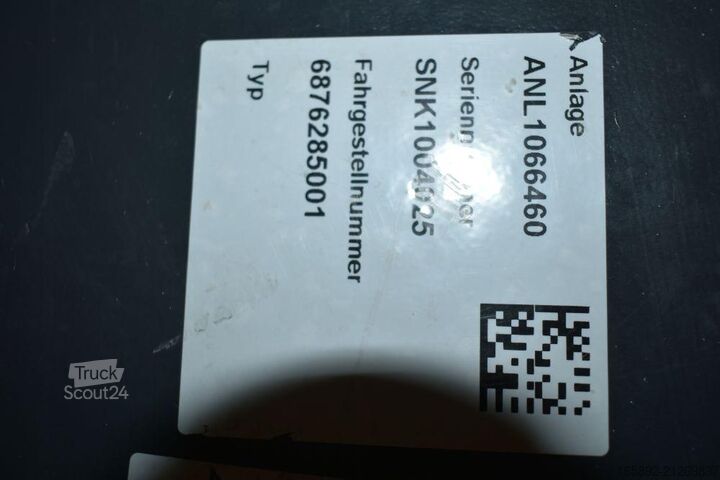 Anlage
ANL1066460
SNK1004025
Fahrgestellnummer
6876285001
Typ
Truck
Scout24